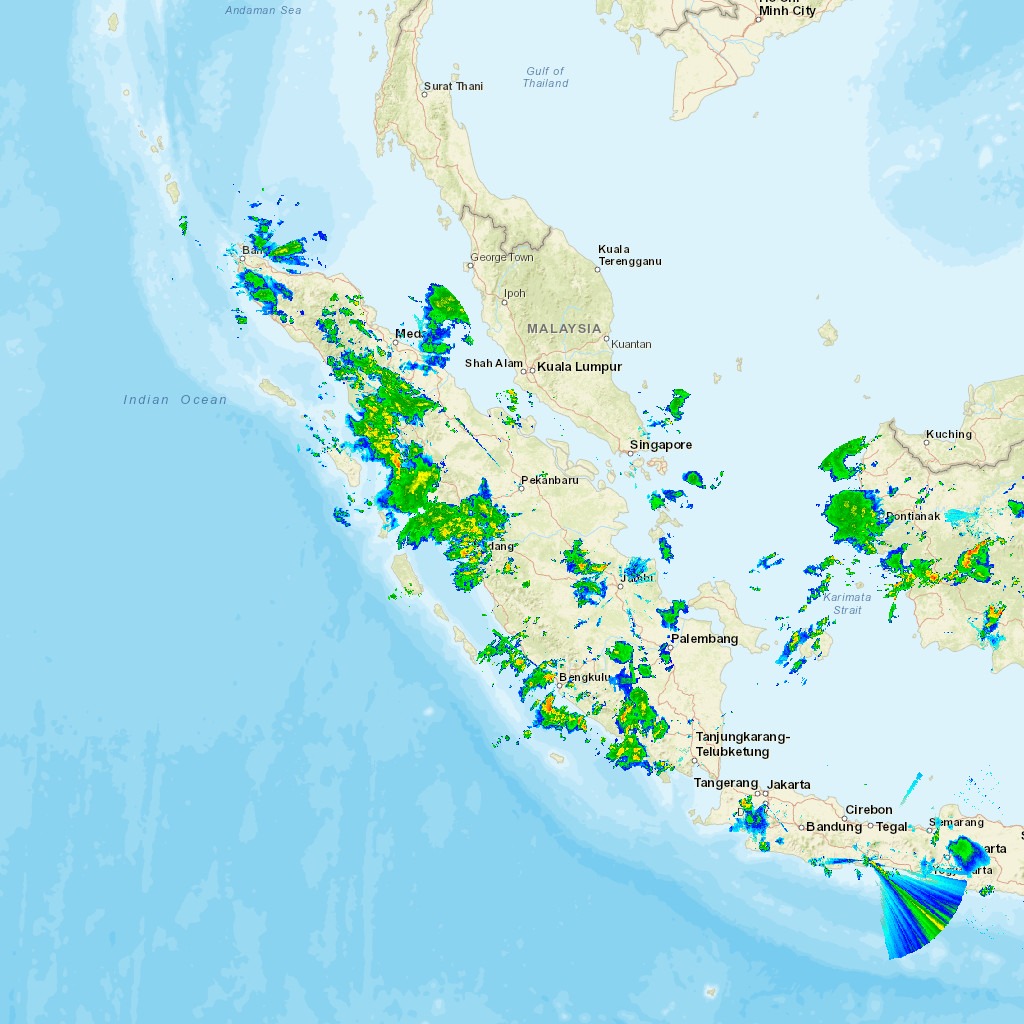 Andaman Sea
Minh City
Gulf of
Thailand
Surat Thani
Kuala
Terengganu
George Town
Ipoh
MALAYSIA
Kuantan
Shah Alam
Kuala Lumpur
Indian Ocean
Singapore
Kuching
Pekanbaru
Pontianak
Karimata
Strait
Palembang
Bengkulu
Tanjungkarang-
Telubketung
Tangerang
Jakarta
Cirebon
Bandung
Tegal
Semarang